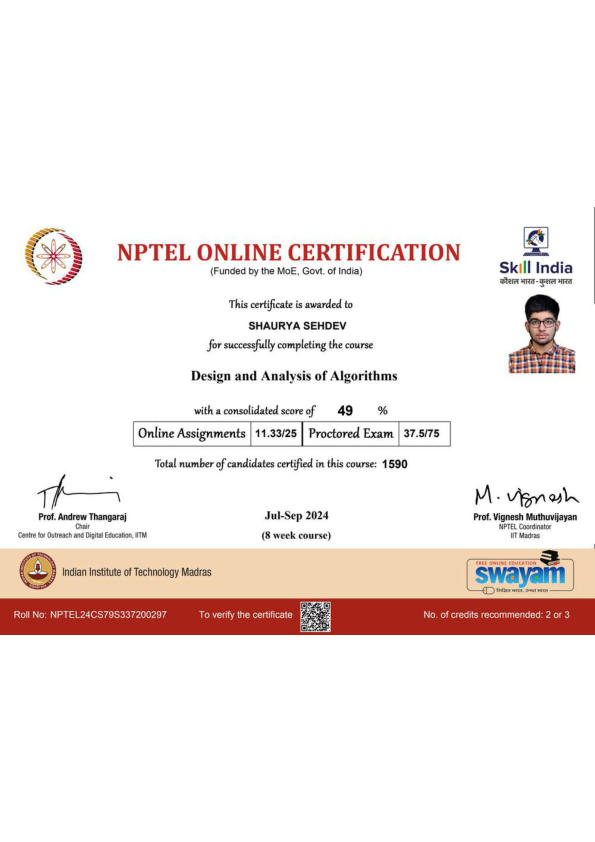 NPTEL ONLINE CERTIFICATION
(Funded by the MoE, Govt. of India)
Skill India
कौशल भारत - कुशल भारत
This certificate is awarded to
SHAURYA SEHDEV
for successfully completing the course
Design and Analysis of Algorithms
with a consolidated score of 49 %
Online Assignments 11.33/25 Proctored Exam 37.5/75
Total number of candidates certified in this course: 1590
Prof. Andrew Thangaraj
Chair
Centre for Outreach and Digital Education, IITM
Jul-Sep 2024
(8 week course)
M. Vignesh
Prof. Vignesh Muthuvijayan
NPTEL Coordinator
IIT Madras
Indian Institute of Technology Madras
FREE ONLINE EDUCATION
swayam
शिक्षित भारत, उन्नत भारत
Roll No: NPTEL24CS79S337200297 To verify the certificate No. of credits recommended: 2 or 3